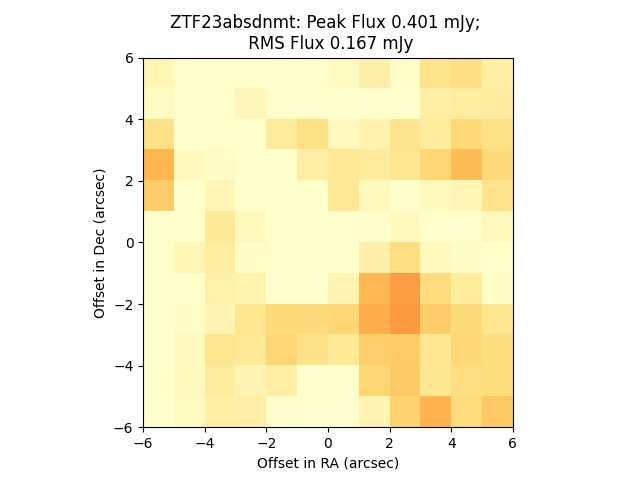 ZTF23absdnmt: Peak Flux 0.401 mJy;
RMS Flux 0.167 mJy
6
4
2
0
−2
−4
−6
Offset in Dec (arcsec)
−6 −4 −2 0 2 4 6
Offset in RA (arcsec)